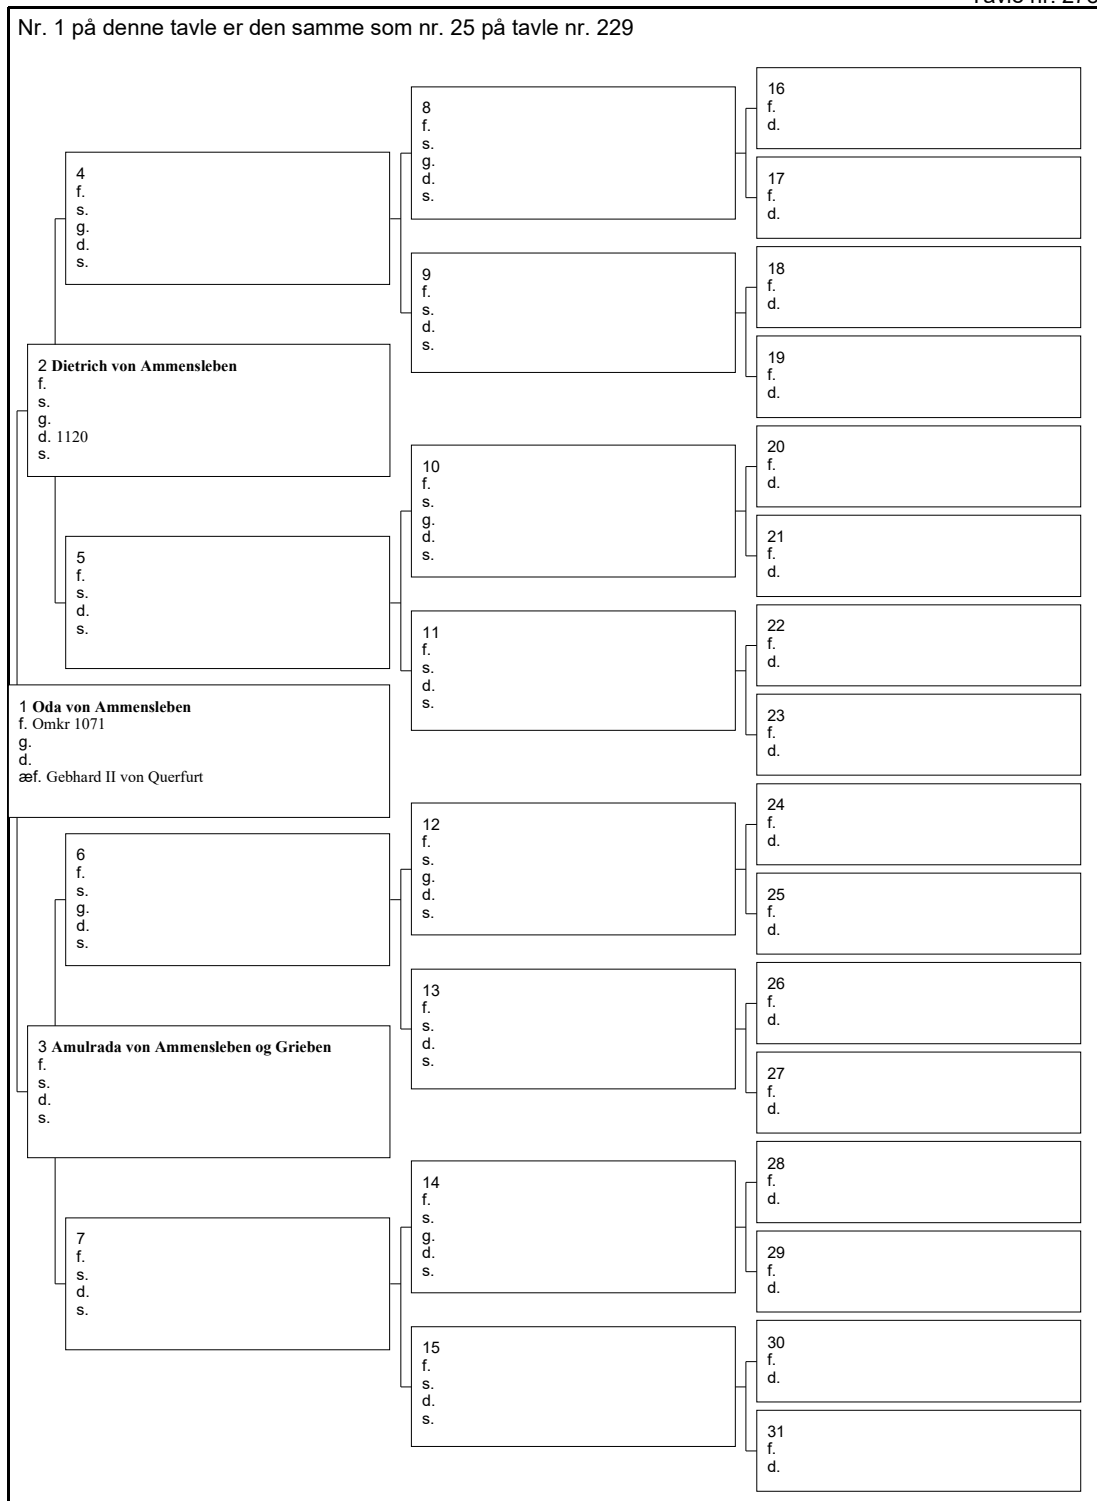 Nr. 1 på denne tavle er den samme som nr. 25 på tavle nr. 229
16
f.
d.
8
f.
s.
g.
d.
s.
17
f.
d.
4
f.
s.
g.
d.
s.
18
f.
d.
9
f.
s.
d.
s.
19
f.
d.
2 Dietrich von Ammensleben
f.
s.
g.
d. 1120
s.
20
f.
d.
10
f.
s.
g.
d.
s.
21
f.
d.
5
f.
s.
d.
s.
22
f.
d.
11
f.
s.
d.
s.
23
f.
d.
1 Oda von Ammensleben
f. Omkr 1071
g.
d.
æf. Gebhard II von Querfurt
24
f.
d.
12
f.
s.
g.
d.
s.
25
f.
d.
6
f.
s.
g.
d.
s.
26
f.
d.
13
f.
s.
d.
s.
27
f.
d.
3 Amulrada von Ammensleben og Grieben
f.
s.
d.
s.
28
f.
d.
14
f.
s.
g.
d.
s.
29
f.
d.
7
f.
s.
d.
s.
30
f.
d.
15
f.
s.
d.
s.
31
f.
d.